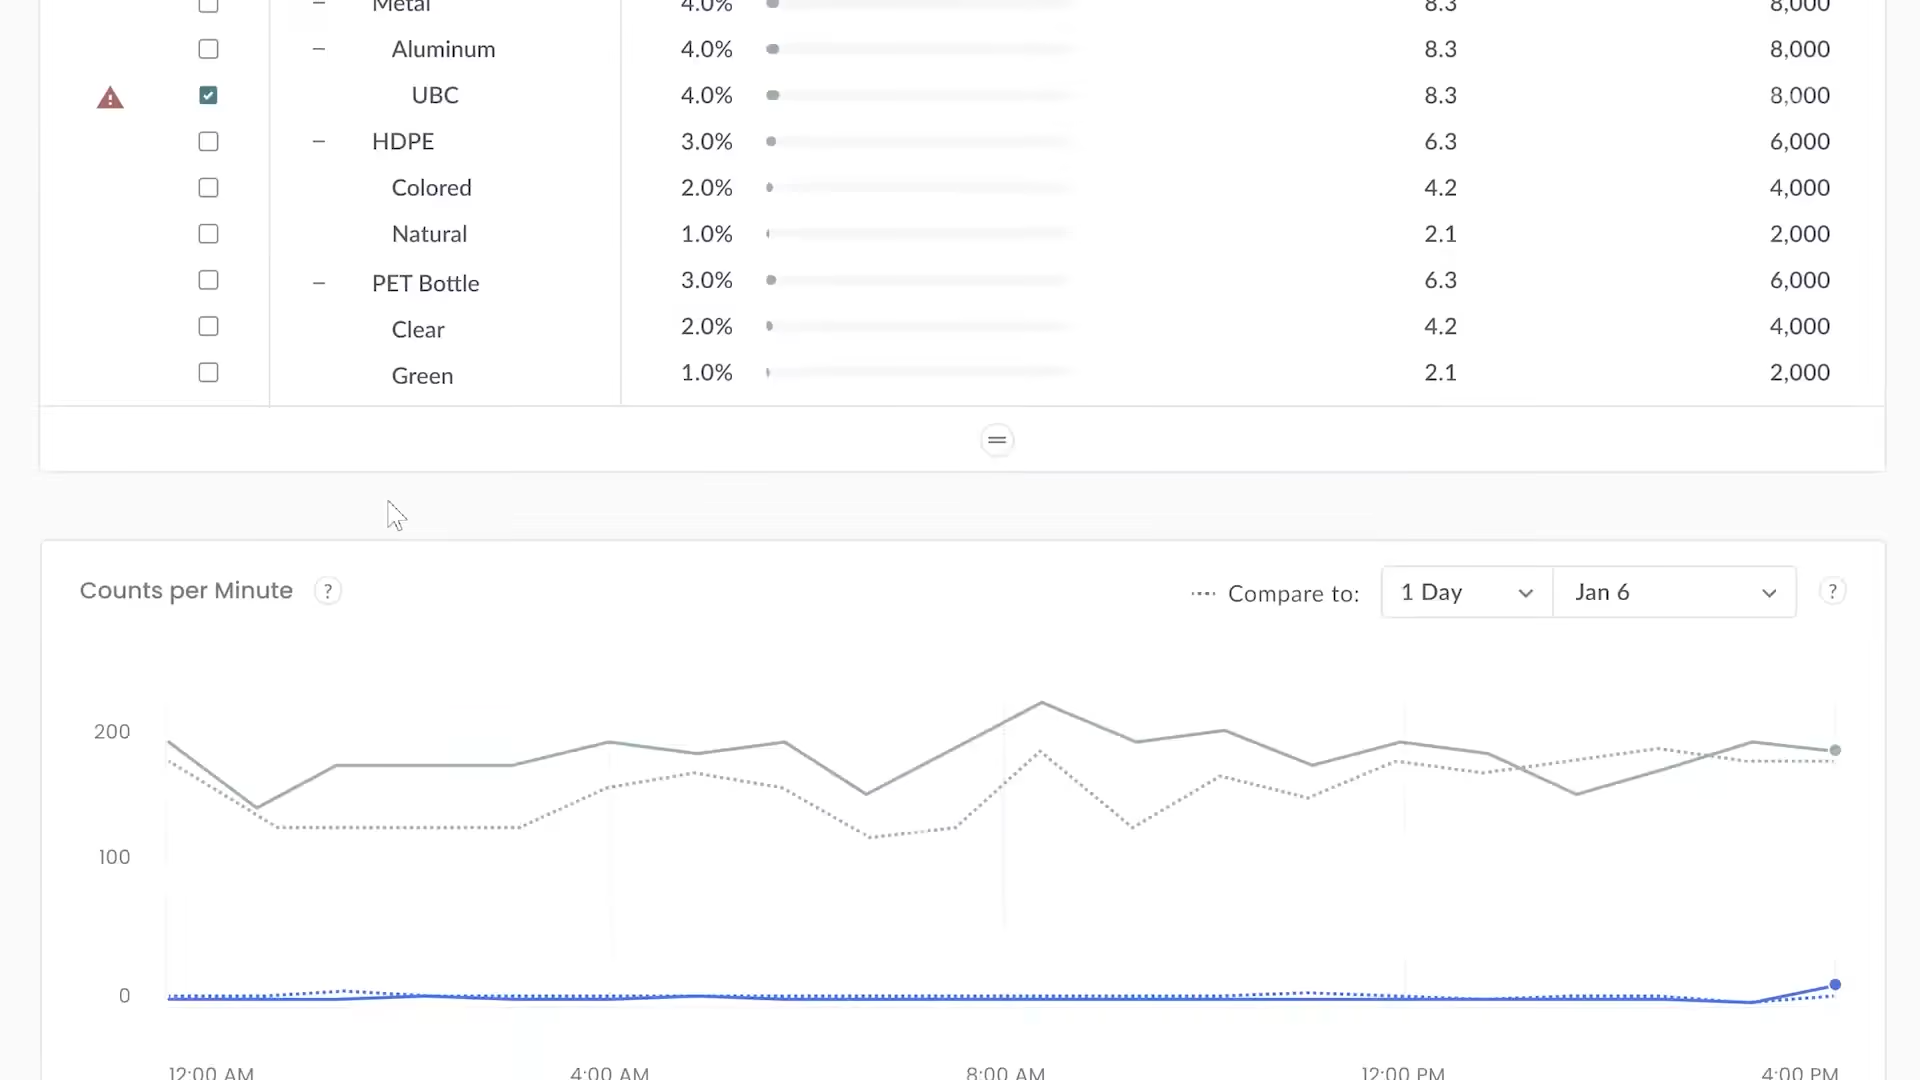 Metal 4.0% 8.3 8,000
– Aluminum 4.0% 8.3 8,000
UBC 4.0% 8.3 8,000
– HDPE 3.0% 6.3 6,000
Colored 2.0% 4.2 4,000
Natural 1.0% 2.1 2,000
– PET Bottle 3.0% 6.3 6,000
Clear 2.0% 4.2 4,000
Green 1.0% 2.1 2,000
Counts per Minute ? Compare to: 1 Day Jan 6 ?
200
100
0
12:00 AM 4:00 AM 8:00 AM 12:00 PM 4:00 PM